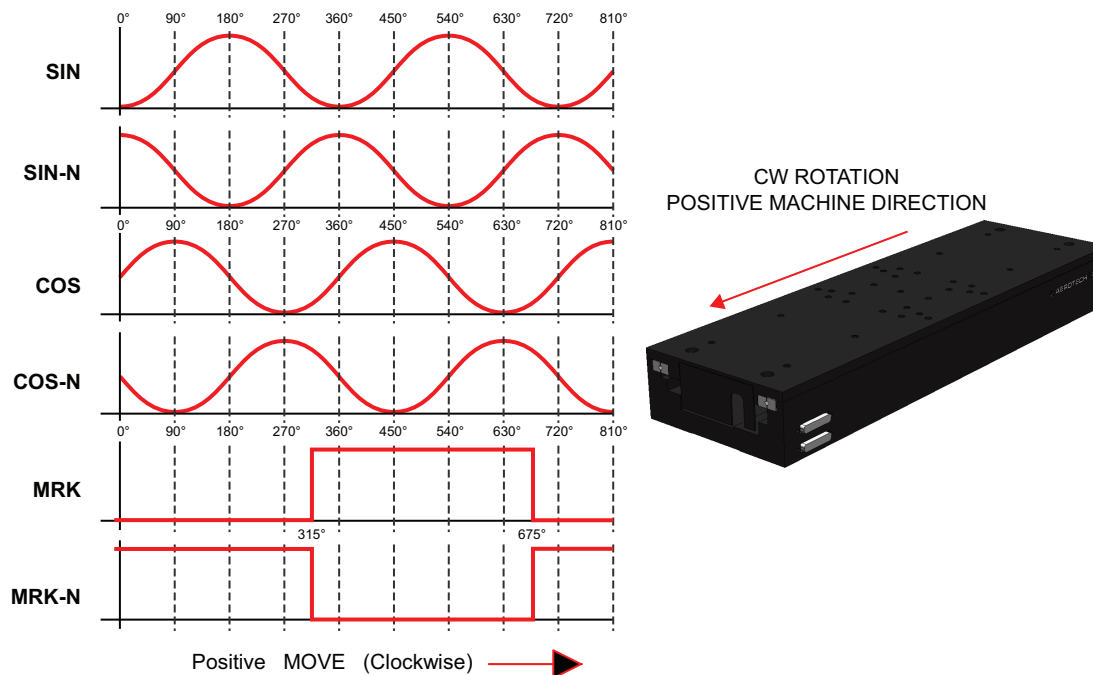 0° 90° 180° 270° 360° 450° 540° 630° 720° 810°
SIN
SIN-N
0° 90° 180° 270° 360° 450° 540° 630° 720° 810°
COS
COS-N
0° 90° 180° 270° 360° 450° 540° 630° 720° 810°
MRK
315° 675°
MRK-N
Positive MOVE (Clockwise)
CW ROTATION
POSITIVE MACHINE DIRECTION
AEROTECH